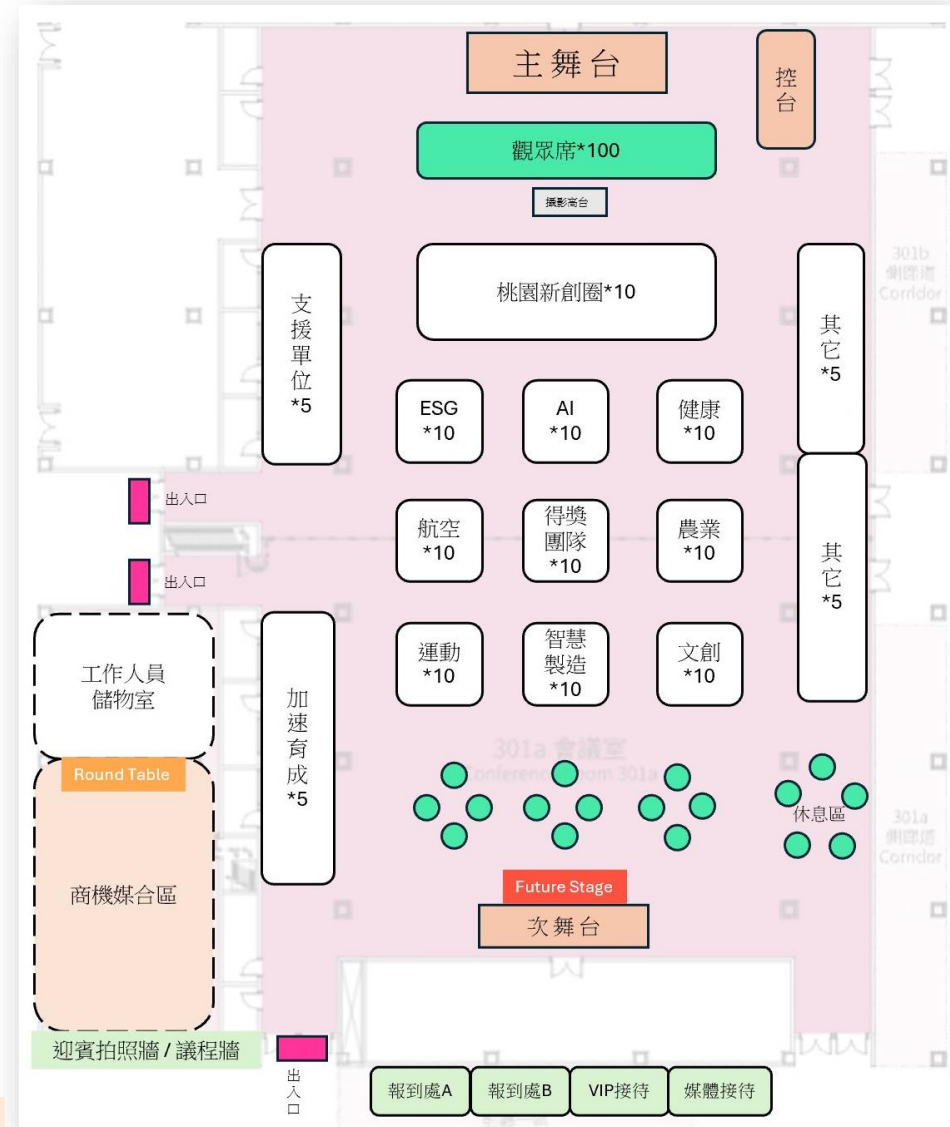 主舞台
控台
觀眾席*100
攝影高台
桃園新創圈*10
支援單位
*5
其它
*5
301b
側廊道
Corridor
ESG
*10
AI
*10
健康
*10
出入口
航空
*10
得獎
團隊
*10
農業
*10
其它
*5
出入口
工作人員
儲物室
加速育成
*5
運動
*10
智慧
製造
*10
文創
*10
301a 會議室
Conference Room 301a
Round Table
商機媒合區
休息區
301a
側廊道
Corridor
Future Stage
次舞台
迎賓拍照牆 / 議程牆
出入口
報到處A
報到處B
VIP接待
媒體接待